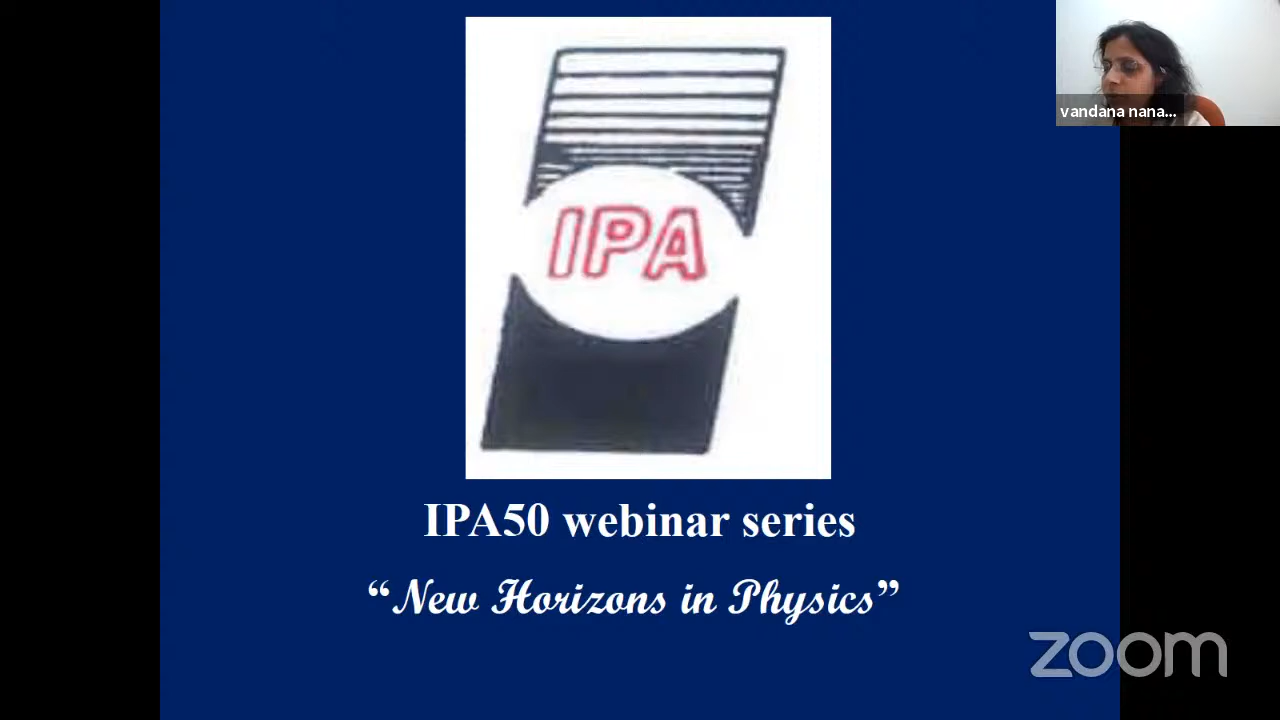 vandana nana...
IPA
IPA50 webinar series
“New Horizons in Physics”
zoom